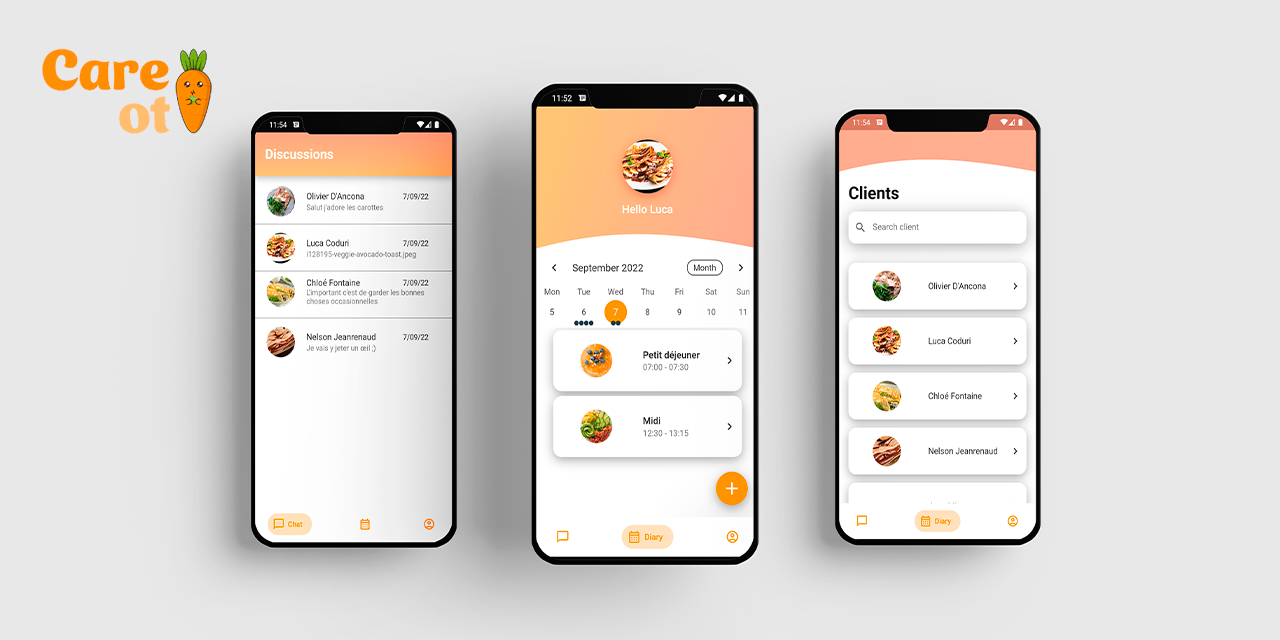 Care
ot
11:54
Discussions
Olivier D'Ancona 7/09/22
Salut j'adore les carottes
Luca Coduri 7/09/22
i128195-veggie-avocado-toast.jpeg
Chloé Fontaine 7/09/22
L'important c'est de garder les bonnes
choses occasionnelles
Nelson Jeanrenaud 7/09/22
Je vais y jeter un œil ;)
Chat
11:52
Hello Luca
September 2022 Month
Mon Tue Wed Thu Fri Sat Sun
5 6 7 8 9 10 11
Petit déjeuner
07:00 - 07:30
Midi
12:30 - 13:15
+
Diary
11:54
Clients
Search client
Olivier D'Ancona
Luca Coduri
Chloé Fontaine
Nelson Jeanrenaud
Diary